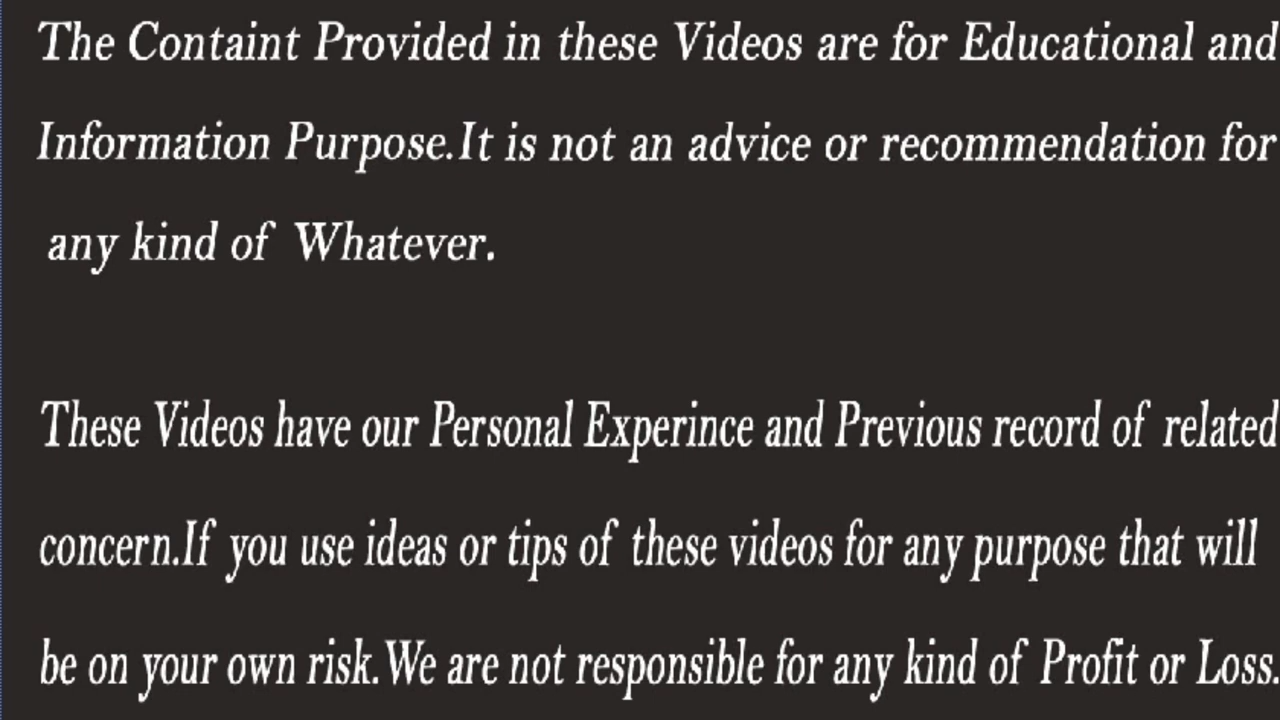 The Containt Provided in these Videos are for Educational and
Information Purpose.It is not an advice or recommendation for
any kind of Whatever.
These Videos have our Personal Experince and Previous record of related
concern.If you use ideas or tips of these videos for any purpose that will
be on your own risk.We are not responsible for any kind of Profit or Loss.